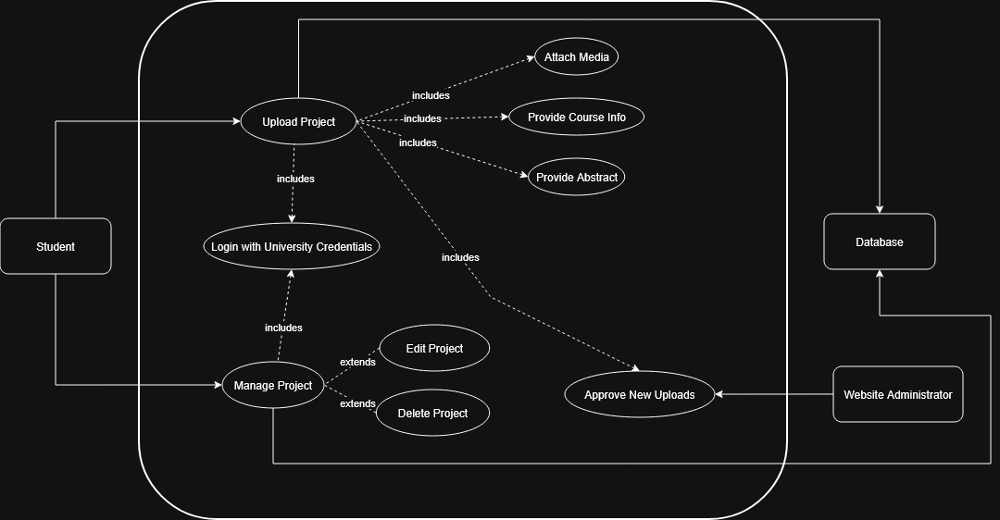 Attach Media
includes
Upload Project
includes
Provide Course Info
includes
Provide Abstract
includes
Student
Login with University Credentials
Database
includes
includes
Edit Project
extends
Manage Project
extends
Delete Project
Approve New Uploads
Website Administrator